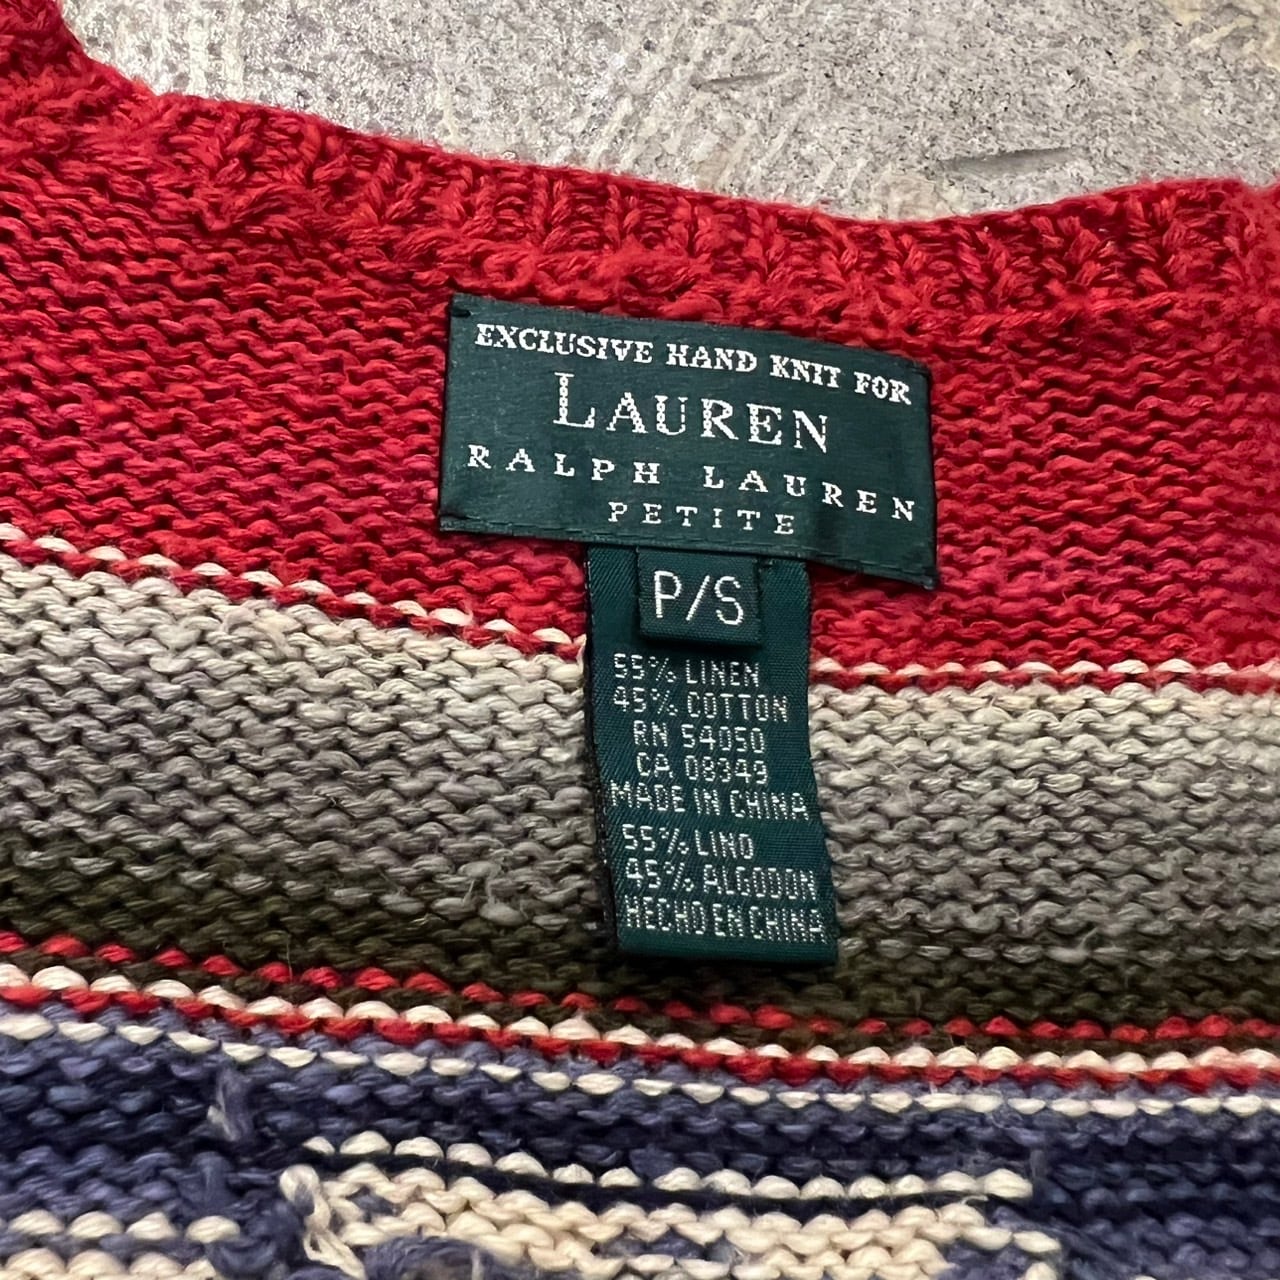 EXCLUSIVE HAND KNIT FOR
LAUREN
RALPH LAUREN
PETITE
P/S
55% LINEN
45% COTTON
RN 54050
CA 08349
MADE IN CHINA
55% LINO
45% ALGODON
HECHO EN CHINA